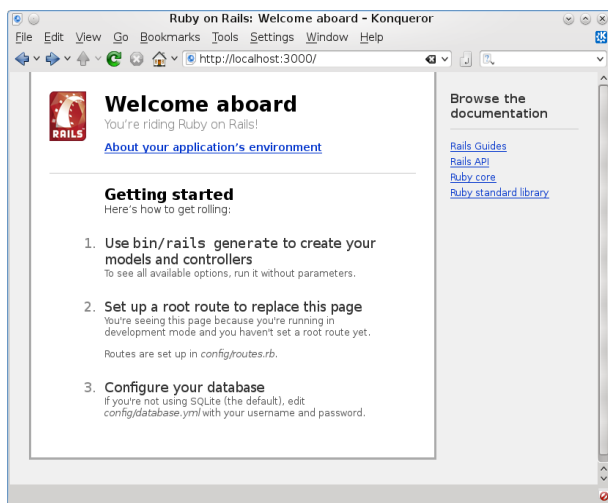 Ruby on Rails: Welcome aboard – Konqueror
File Edit View Go Bookmarks Tools Settings Window Help
http://localhost:3000/
RAILS
Welcome aboard
You're riding Ruby on Rails!
About your application's environment
Getting started
Here's how to get rolling:
1. Use bin/rails generate to create your
models and controllers
To see all available options, run it without parameters.
2. Set up a root route to replace this page
You're seeing this page because you're running in
development mode and you haven't set a root route yet.
Routes are set up in config/routes.rb.
3. Configure your database
If you're not using SQLite (the default), edit
config/database.yml with your username and password.
Browse the
documentation
Rails Guides
Rails API
Ruby core
Ruby standard library